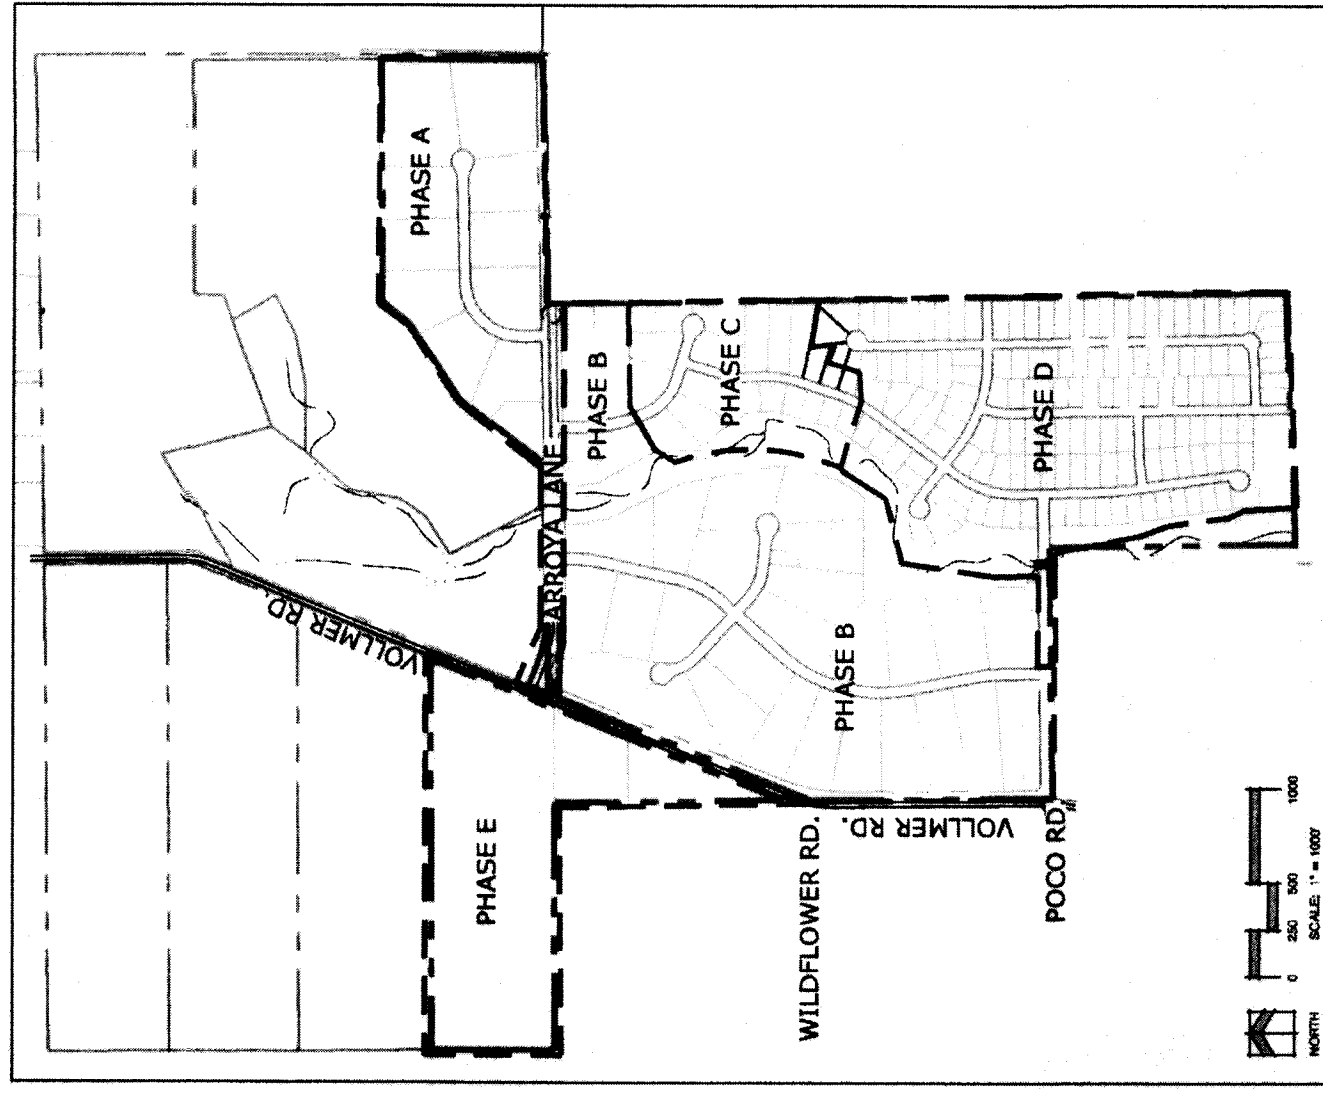 PHASE A
PHASE B
PHASE C
PHASE D
ARROYA LANE
VOLLMER RD.
PHASE B
PHASE E
VOLLMER RD.
WILDFLOWER RD.
POCO RD.
0 250 500 1000
SCALE: 1" = 1000'
NORTH